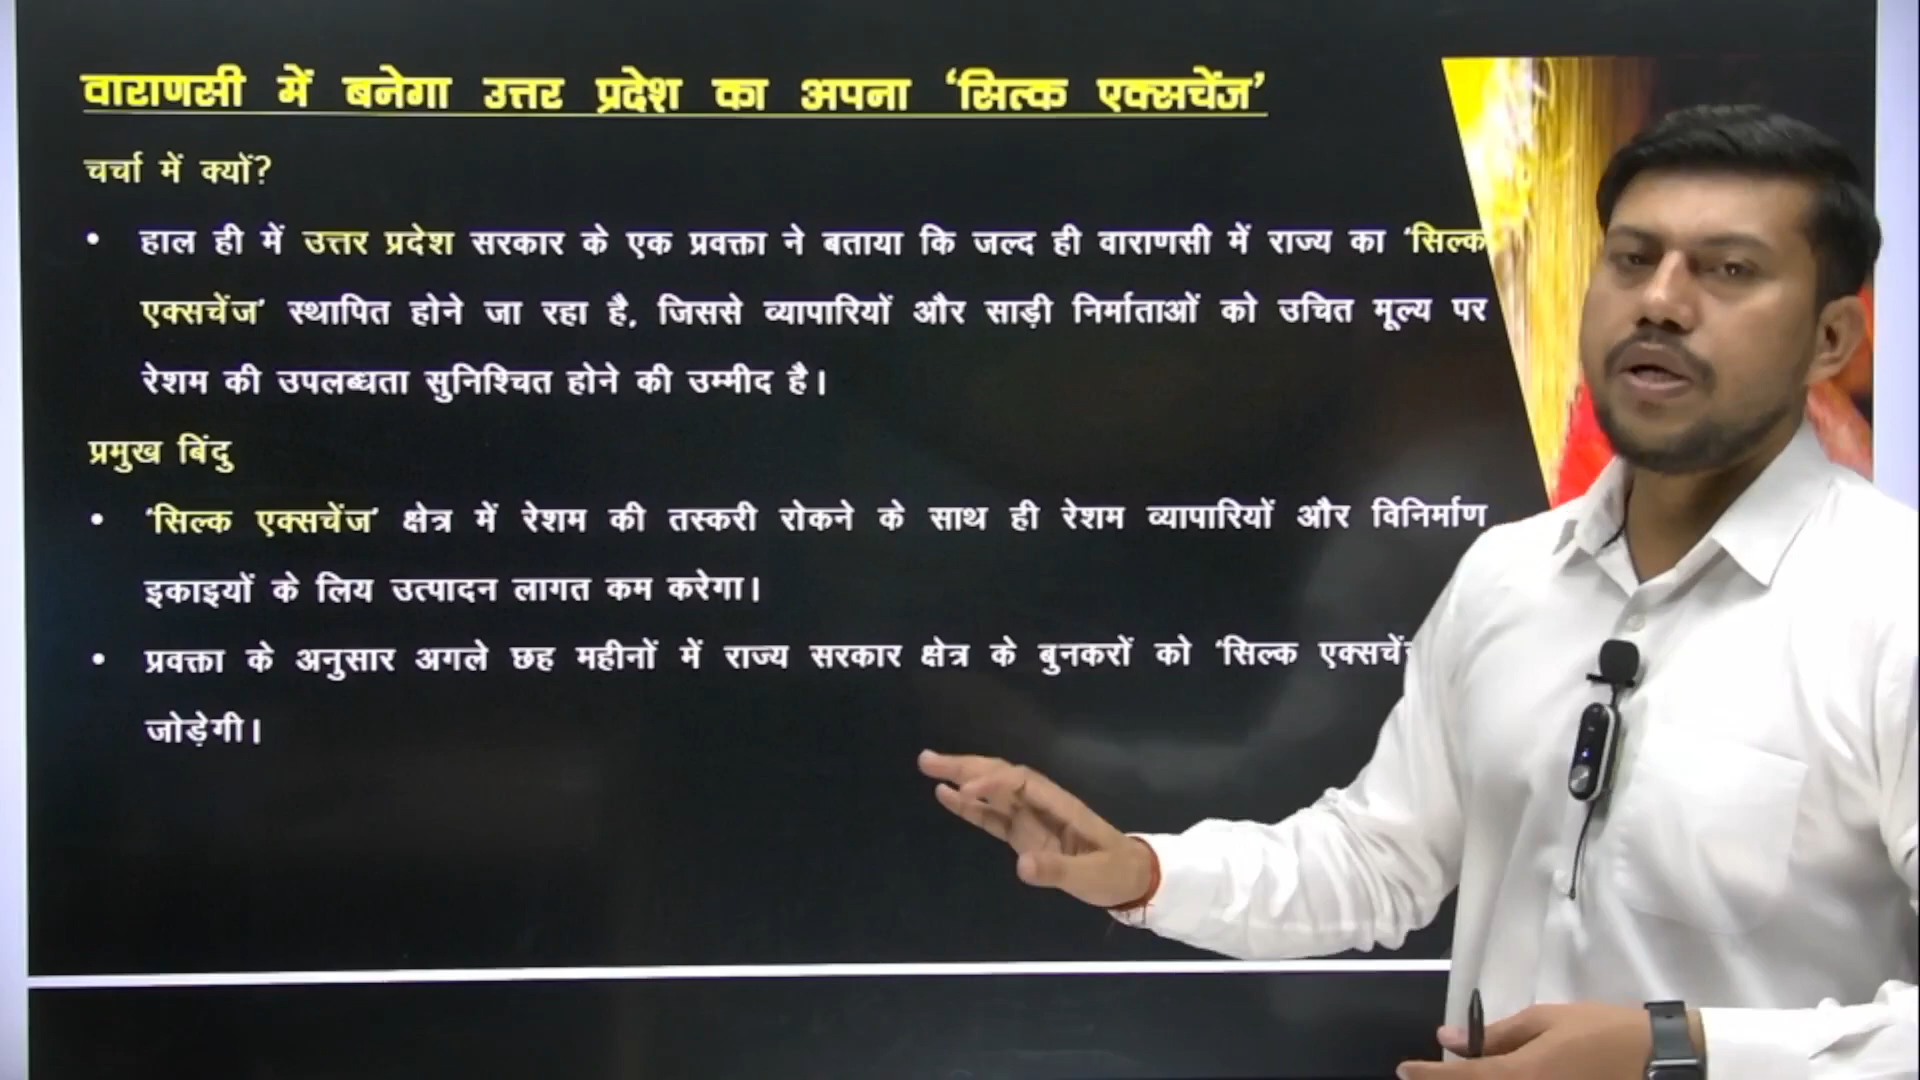 वाराणसी में बनेगा उत्तर प्रदेश का अपना ‘सिल्क एक्सचेंज’
चर्चा में क्यों?
• हाल ही में उत्तर प्रदेश सरकार के एक प्रवक्ता ने बताया कि जल्द ही वाराणसी में राज्य का ‘सिल्क
एक्सचेंज’ स्थापित होने जा रहा है, जिससे व्यापारियों और साड़ी निर्माताओं को उचित मूल्य पर
रेशम की उपलब्धता सुनिश्चित होने की उम्मीद है।
प्रमुख बिंदु
• ‘सिल्क एक्सचेंज’ क्षेत्र में रेशम की तस्करी रोकने के साथ ही रेशम व्यापारियों और विनिर्माण
इकाइयों के लिय उत्पादन लागत कम करेगा।
• प्रवक्ता के अनुसार अगले छह महीनों में राज्य सरकार क्षेत्र के बुनकरों को ‘सिल्क
जोड़ेगी।